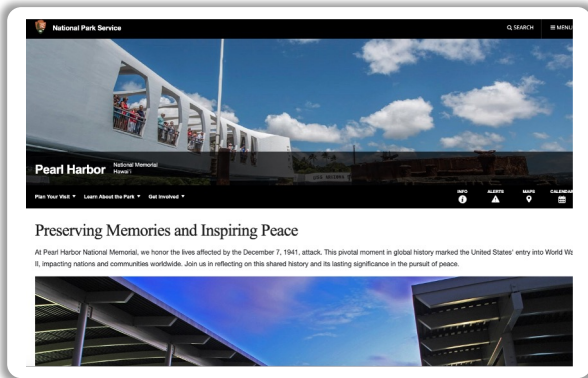 National Park Service
SEARCH
MENU
Pearl Harbor
National Memorial
Hawai'i
Plan Your Visit
Learn About the Park
Get Involved
INFO
ALERTS
MAPS
CALENDAR
Preserving Memories and Inspiring Peace
At Pearl Harbor National Memorial, we honor the lives affected by the December 7, 1941, attack. This pivotal moment in global history marked the United States' entry into World Wa
II, impacting nations and communities worldwide. Join us in reflecting on this shared history and its lasting significance in the pursuit of peace.